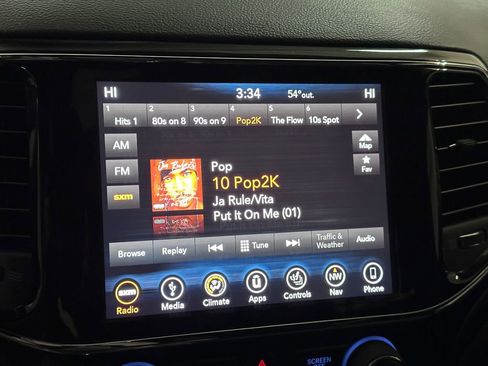 HI 3:34 54°out. HI
1 2 3 4 5 6
Hits 1 80s on 8 90s on 9 Pop2K The Flow 10s Spot
AM
Map
FM
Fav
sxm
Pop
10 Pop2K
Ja Rule/Vita
Put It On Me (01)
Browse Replay Tune Traffic & Weather Audio
sxm NW
Radio Media Climate Apps Controls Nav Phone
SCREEN